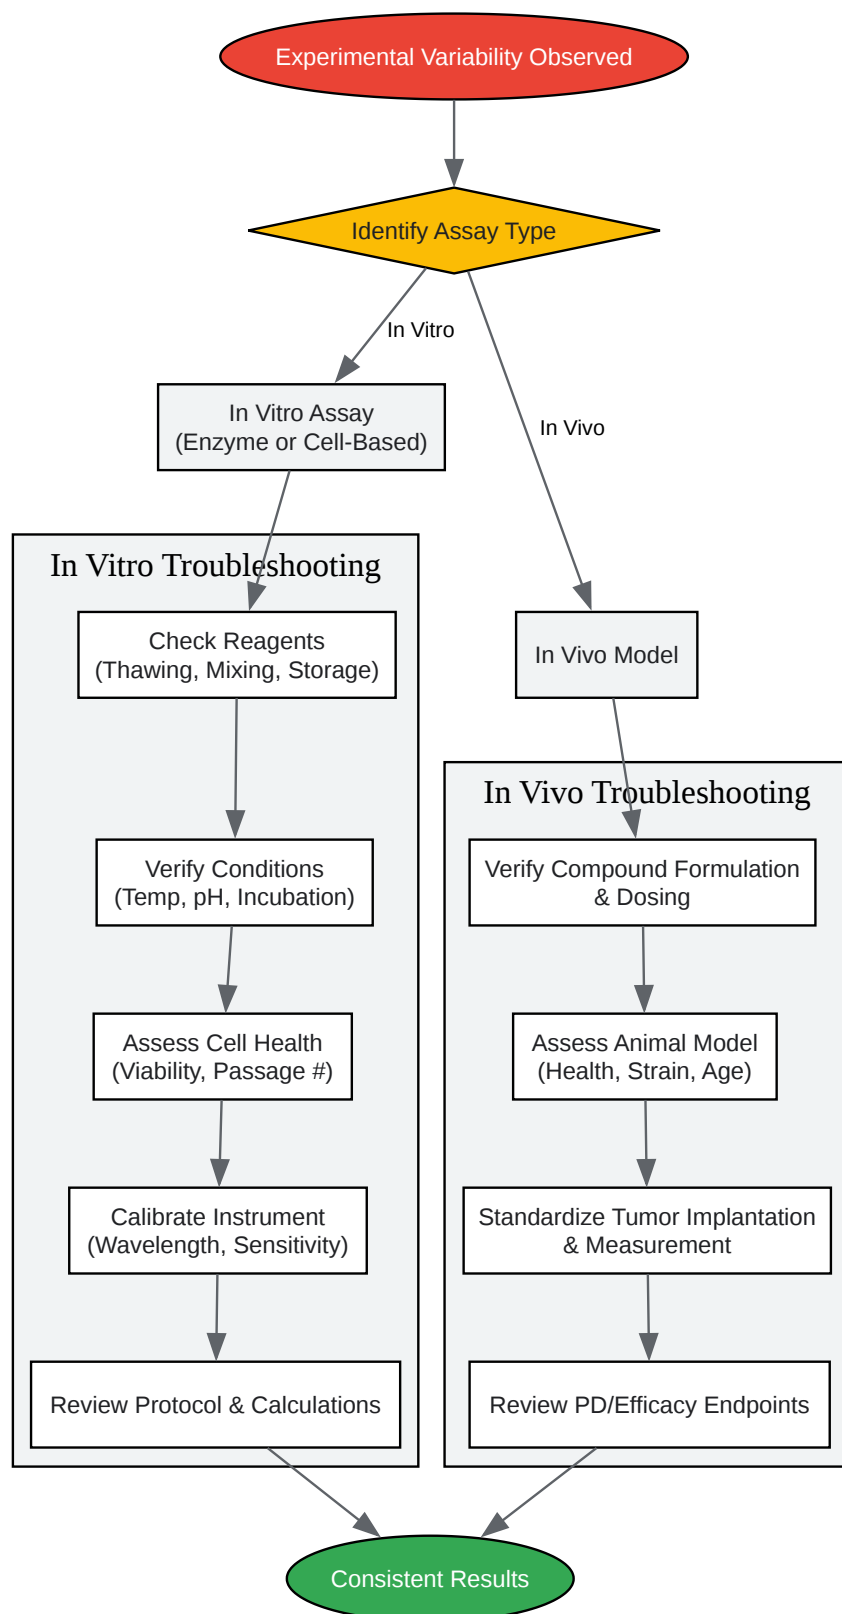 Experimental Variability Observed
Identify Assay Type
In Vitro
In Vitro Assay
(Enzyme or Cell-Based)
In Vivo
In Vitro Troubleshooting
Check Reagents
(Thawing, Mixing, Storage)
Verify Conditions
(Temp, pH, Incubation)
Assess Cell Health
(Viability, Passage #)
Calibrate Instrument
(Wavelength, Sensitivity)
Review Protocol & Calculations
In Vivo Model
In Vivo Troubleshooting
Verify Compound Formulation
& Dosing
Assess Animal Model
(Health, Strain, Age)
Standardize Tumor Implantation
& Measurement
Review PD/Efficacy Endpoints
Consistent Results